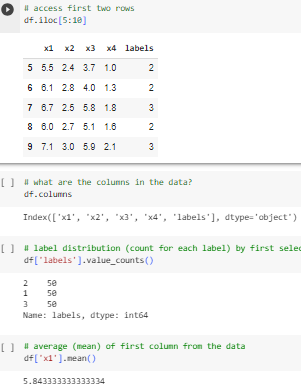 # access first two rows
df.iloc[5:10]
x1 x2 x3 x4 labels
5 5.5 2.4 3.7 1.0 2
6 6.1 2.8 4.0 1.3 2
7 6.7 2.5 5.8 1.8 3
8 6.0 2.7 5.1 1.6 2
9 7.1 3.0 5.9 2.1 3
[ ] # what are the columns in the data?
df.columns
Index(['x1', 'x2', 'x3', 'x4', 'labels'], dtype='object')
[ ] # label distribution (count for each label) by first selec
df['labels'].value_counts()
2 50
1 50
3 50
Name: labels, dtype: int64
[ ] # average (mean) of first column from the data
df['x1'].mean()
5.843333333333334